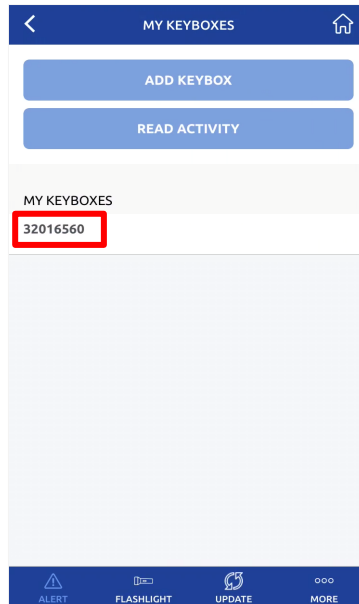 MY KEYBOXES
ADD KEYBOX
READ ACTIVITY
MY KEYBOXES
32016560
ALERT FLASHLIGHT UPDATE MORE